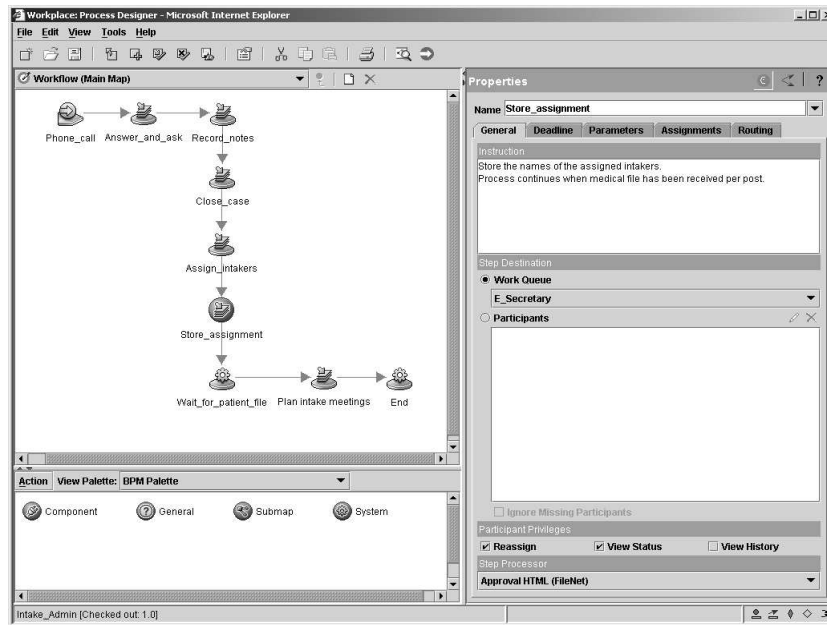 Workplace: Process Designer - Microsoft Internet Explorer
File Edit View Tools Help
Workflow (Main Map)
Phone_call Answer_and_ask Record_notes
Close_case
Assign_intakers
Store_assignment
Wait_for_patient_file Plan intake meetings End
Action View Palette: BPM Palette
Component General Submap System
Intake_Admin [Checked out: 1.0]
Properties
?
Name Store_assignment
General Deadline Parameters Assignments Routing
Instruction
Store the names of the assigned intakers.
Process continues when medical file has been received per post.
Step Destination
Work Queue
E_Secretary
Participants
Ignore Missing Participants
Participant Privileges
Reassign View Status View History
Step Processor
Approval HTML (FileNet)